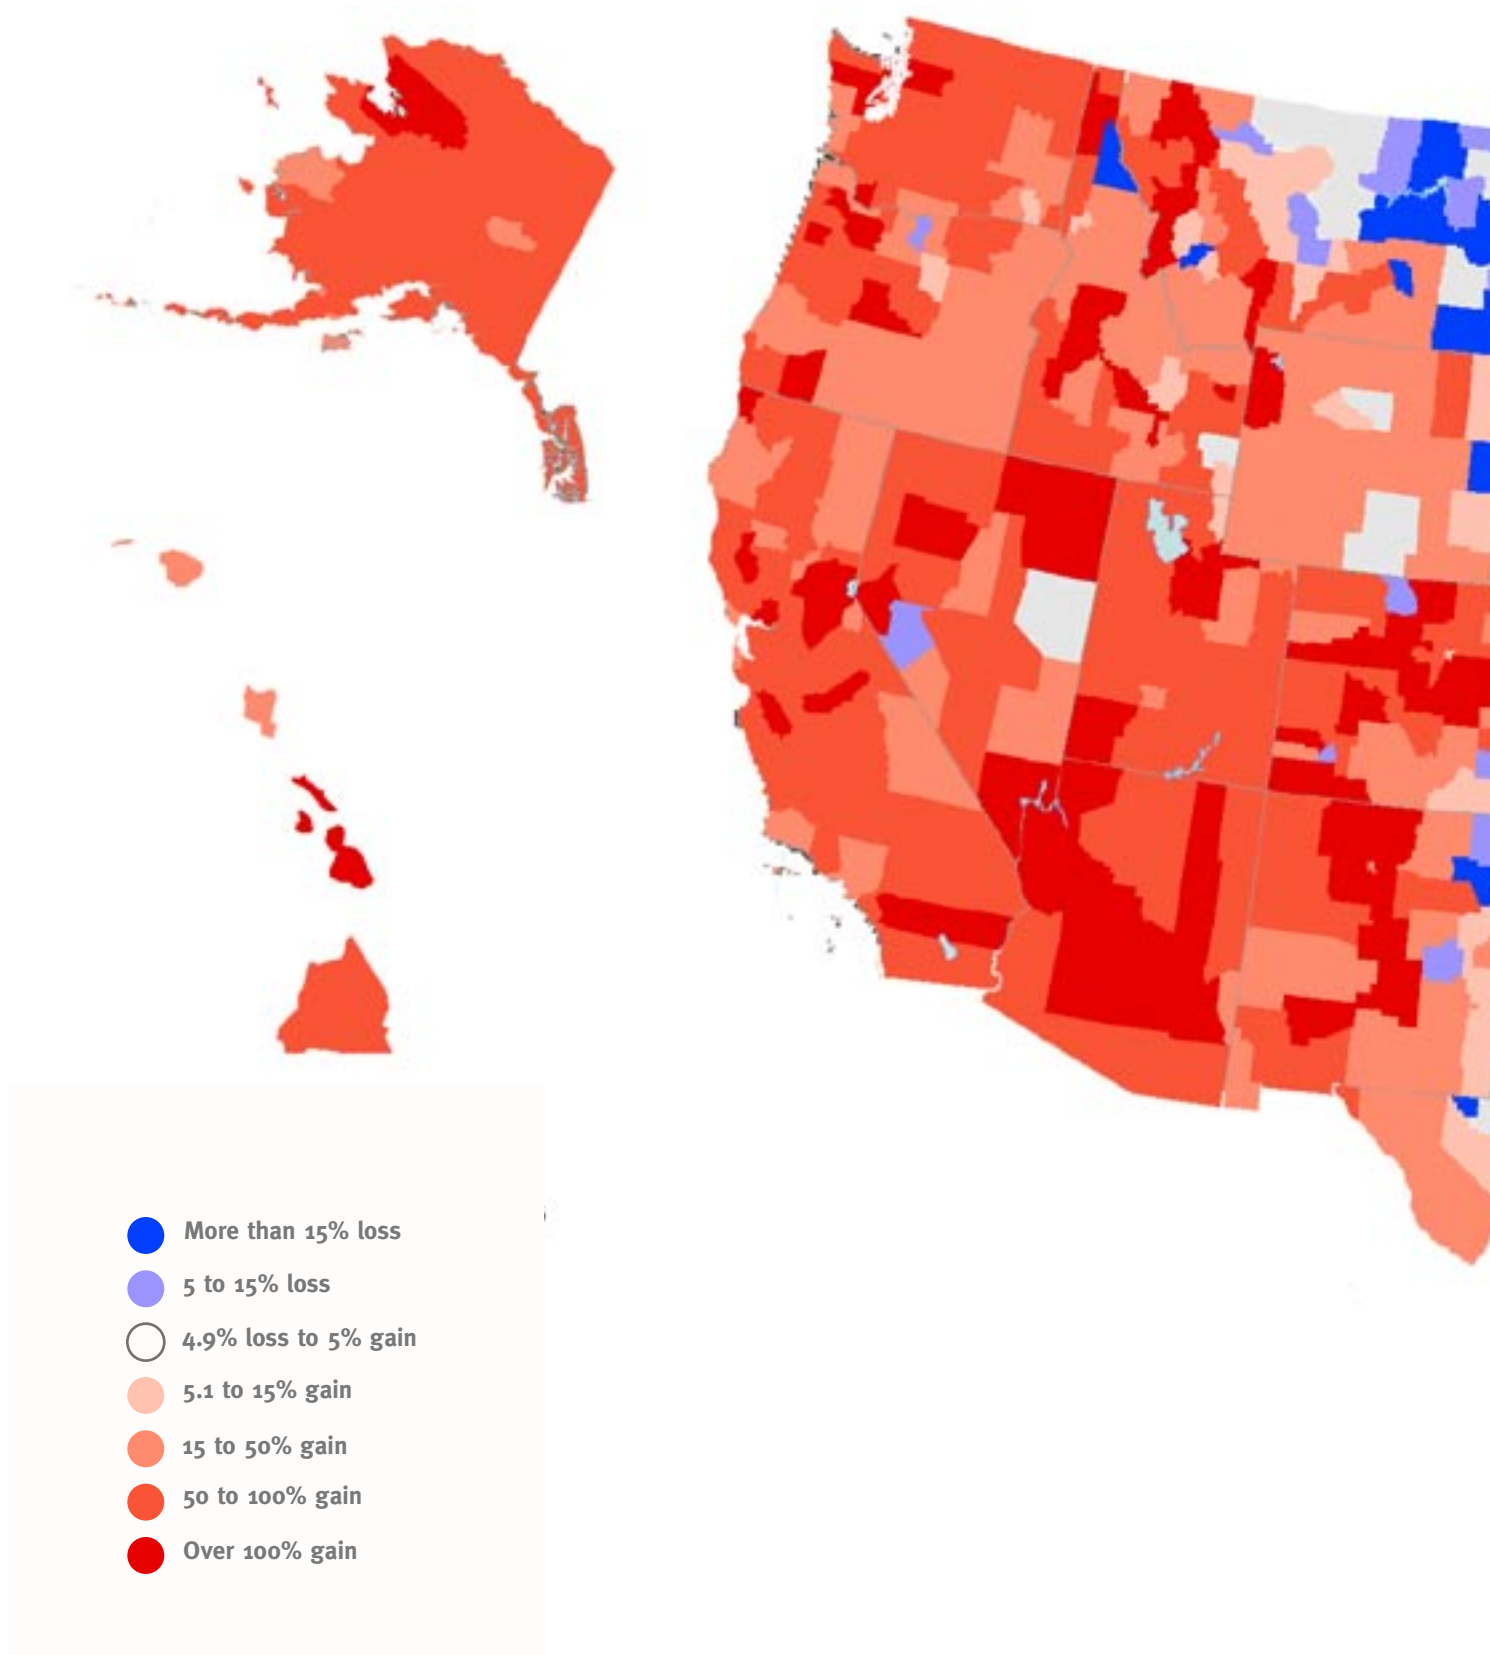 More than 15% loss
5 to 15% loss
4.9% loss to 5% gain
5.1 to 15% gain
15 to 50% gain
50 to 100% gain
Over 100% gain